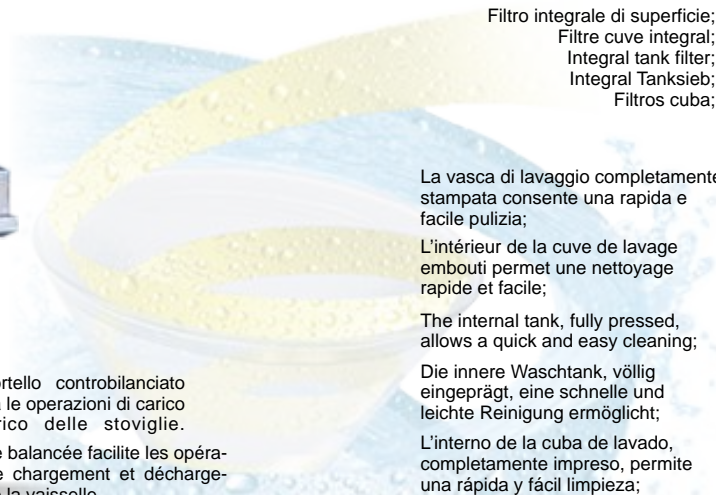 Filtro integrale di superficie;
Filtre cuve integral;
Integral tank filter;
Integral Tanksieb;
Filtros cuba;
La vasca di lavaggio completamente
stampata consente una rapida e
facile pulizia;
L'intérieur de la cuve de lavage
embouti permet une nettoyage
rapide et facile;
The internal tank, fully pressed,
allows a quick and easy cleaning;
Die innere Waschtank, völlig
eingeprägt, eine schnelle und
leichte Reinigung ermöglicht;
L'interno de la cuba de lavado,
completamente impreso, permite
una rápida y fácil limpieza;
controbilanciato
le operazioni di carico
delle stoviglie.
balancée facilite les opéra-
chargement et décharge-
la vaisselle